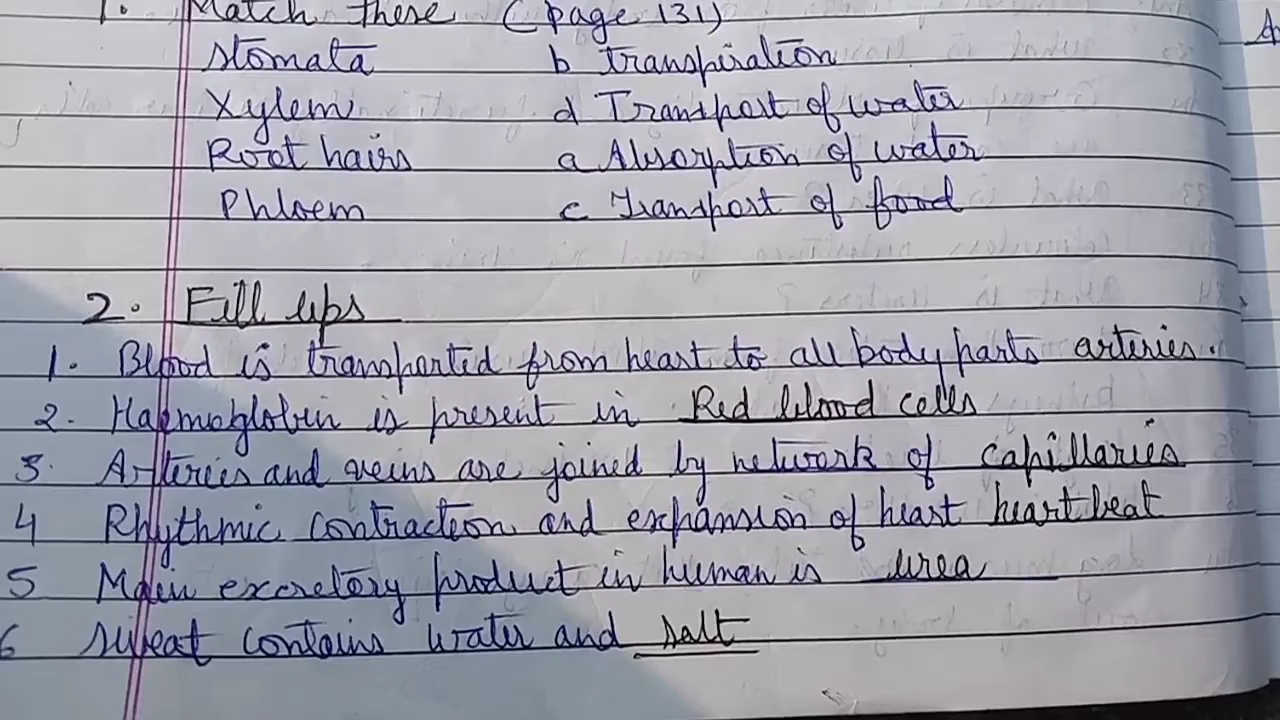 1. Match these (page 131)
Stomata b transpiration
Xylem d Transport of water
Root hairs a Absorption of water
Phloem c Transport of food
2. Fill ups
1. Blood is transported from heart to all body parts arteries.
2. Haemoglobin is present in Red blood cells
3. Arteries and veins are joined by network of capillaries
4 Rhythmic contraction and expansion of heart heartbeat
5 Main excretory product in human is urea
6 Sweat contains water and salt